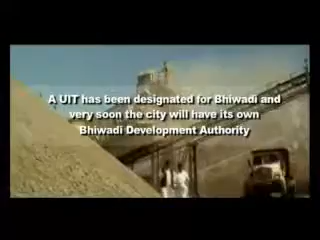 A UIT has been designated for Bhiwadi and
very soon the city will have its own
Bhiwadi Development Authority